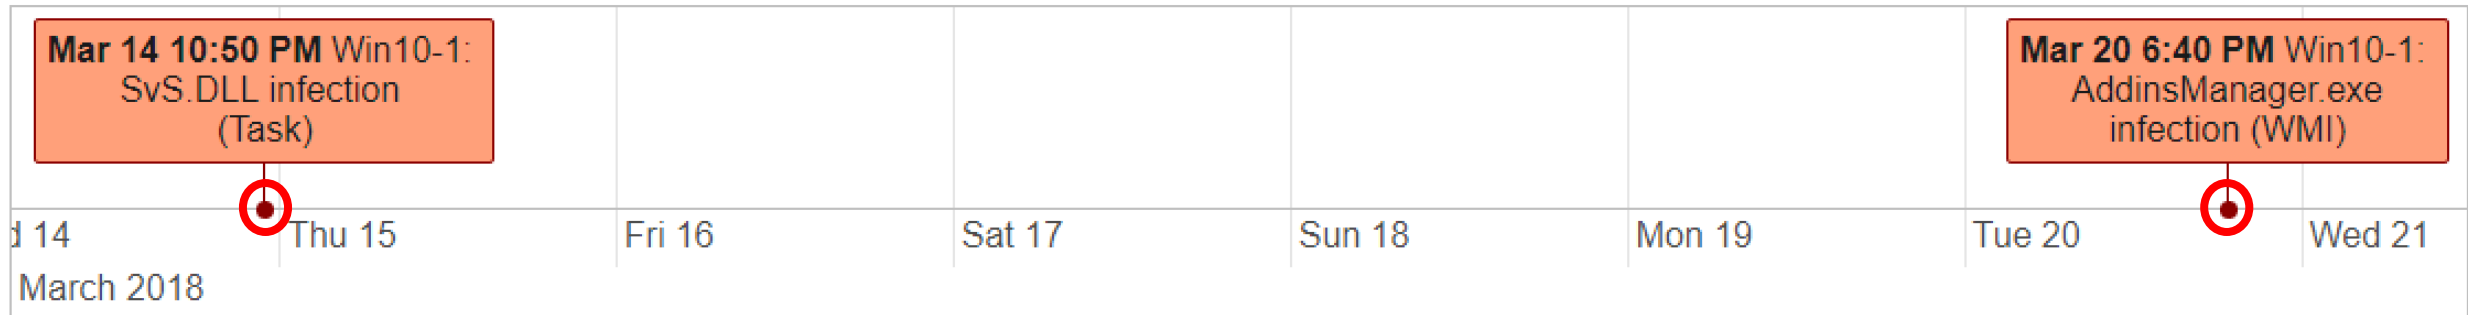 Mar 14 10:50 PM Win10-1:
SvS.DLL infection
(Task)
Mar 20 6:40 PM Win10-1:
AddinsManager.exe
infection (WMI)
d 14
Thu 15
Fri 16
Sat 17
Sun 18
Mon 19
Tue 20
Wed 21
March 2018